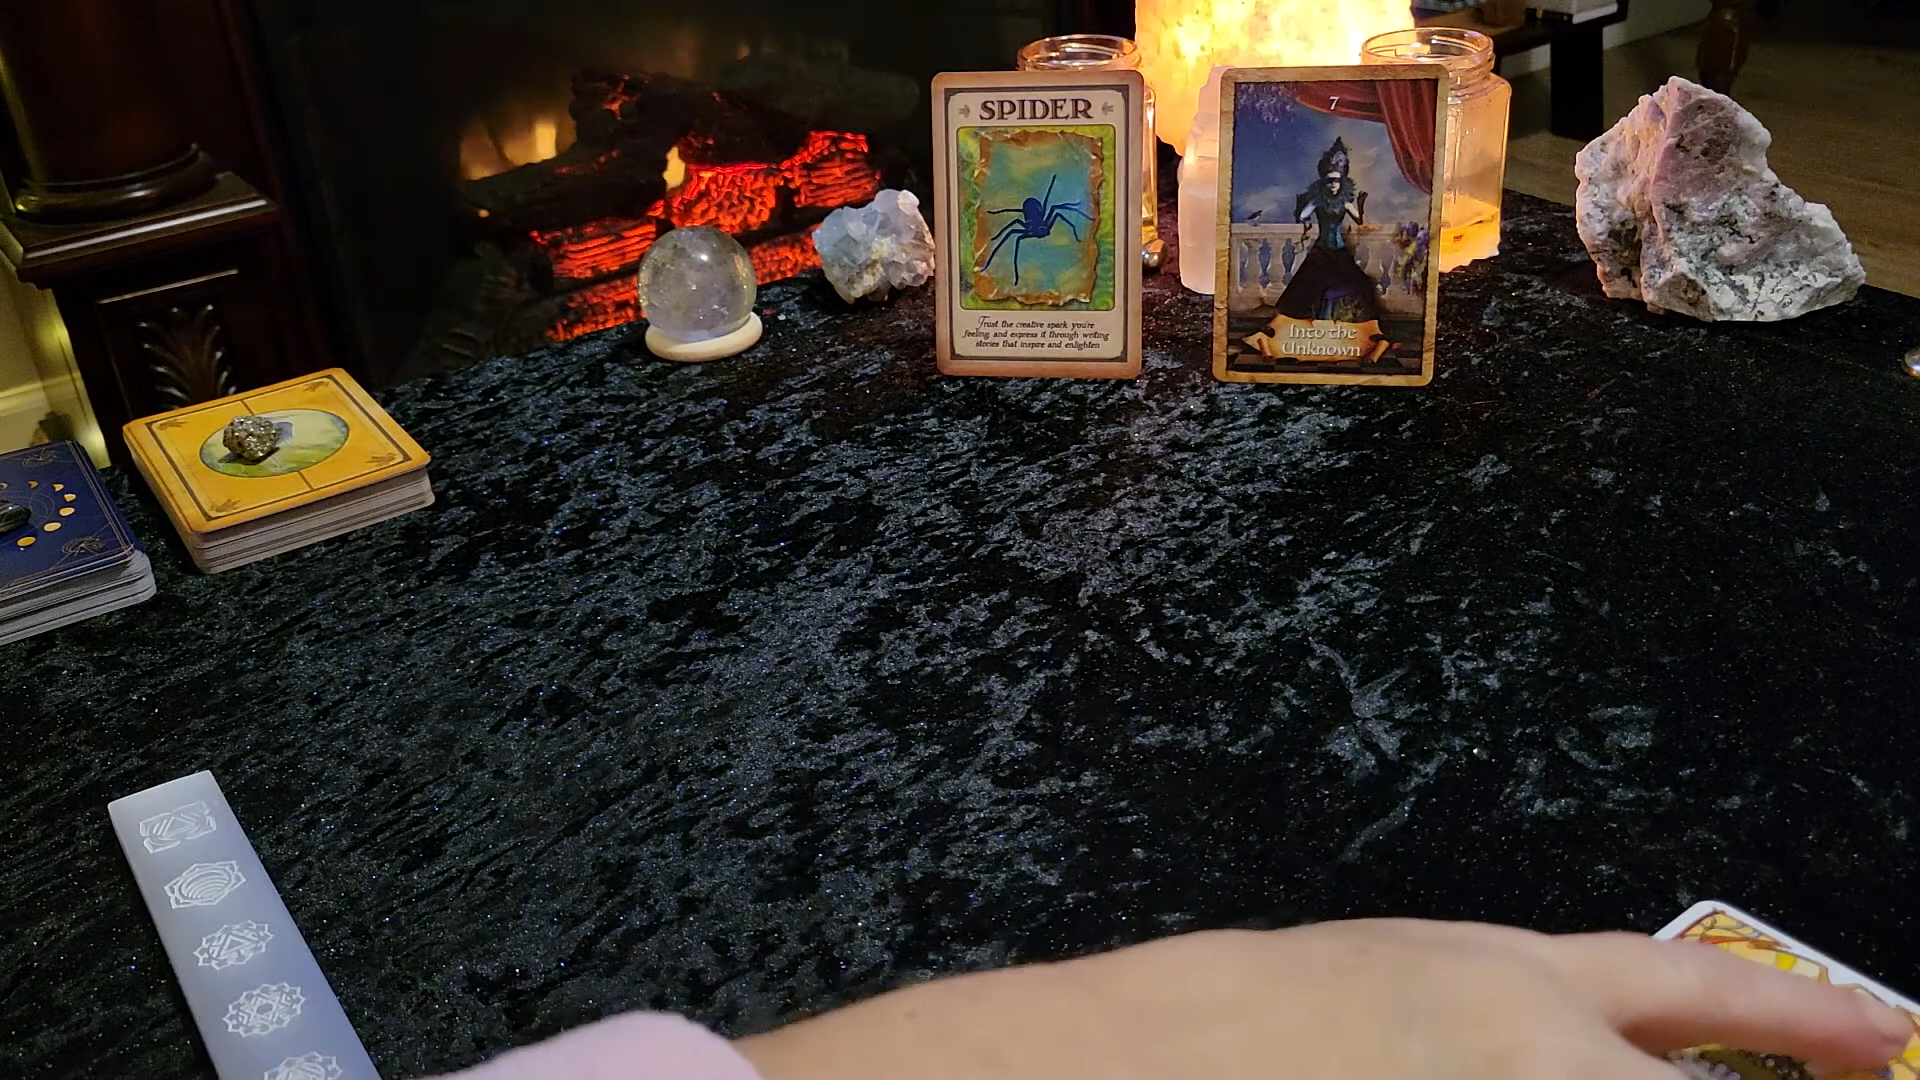 SPIDER
Trust the creative spark you're
feeling, and express it through writing
stories that inspire and enlighten
7
Into the
Unknown